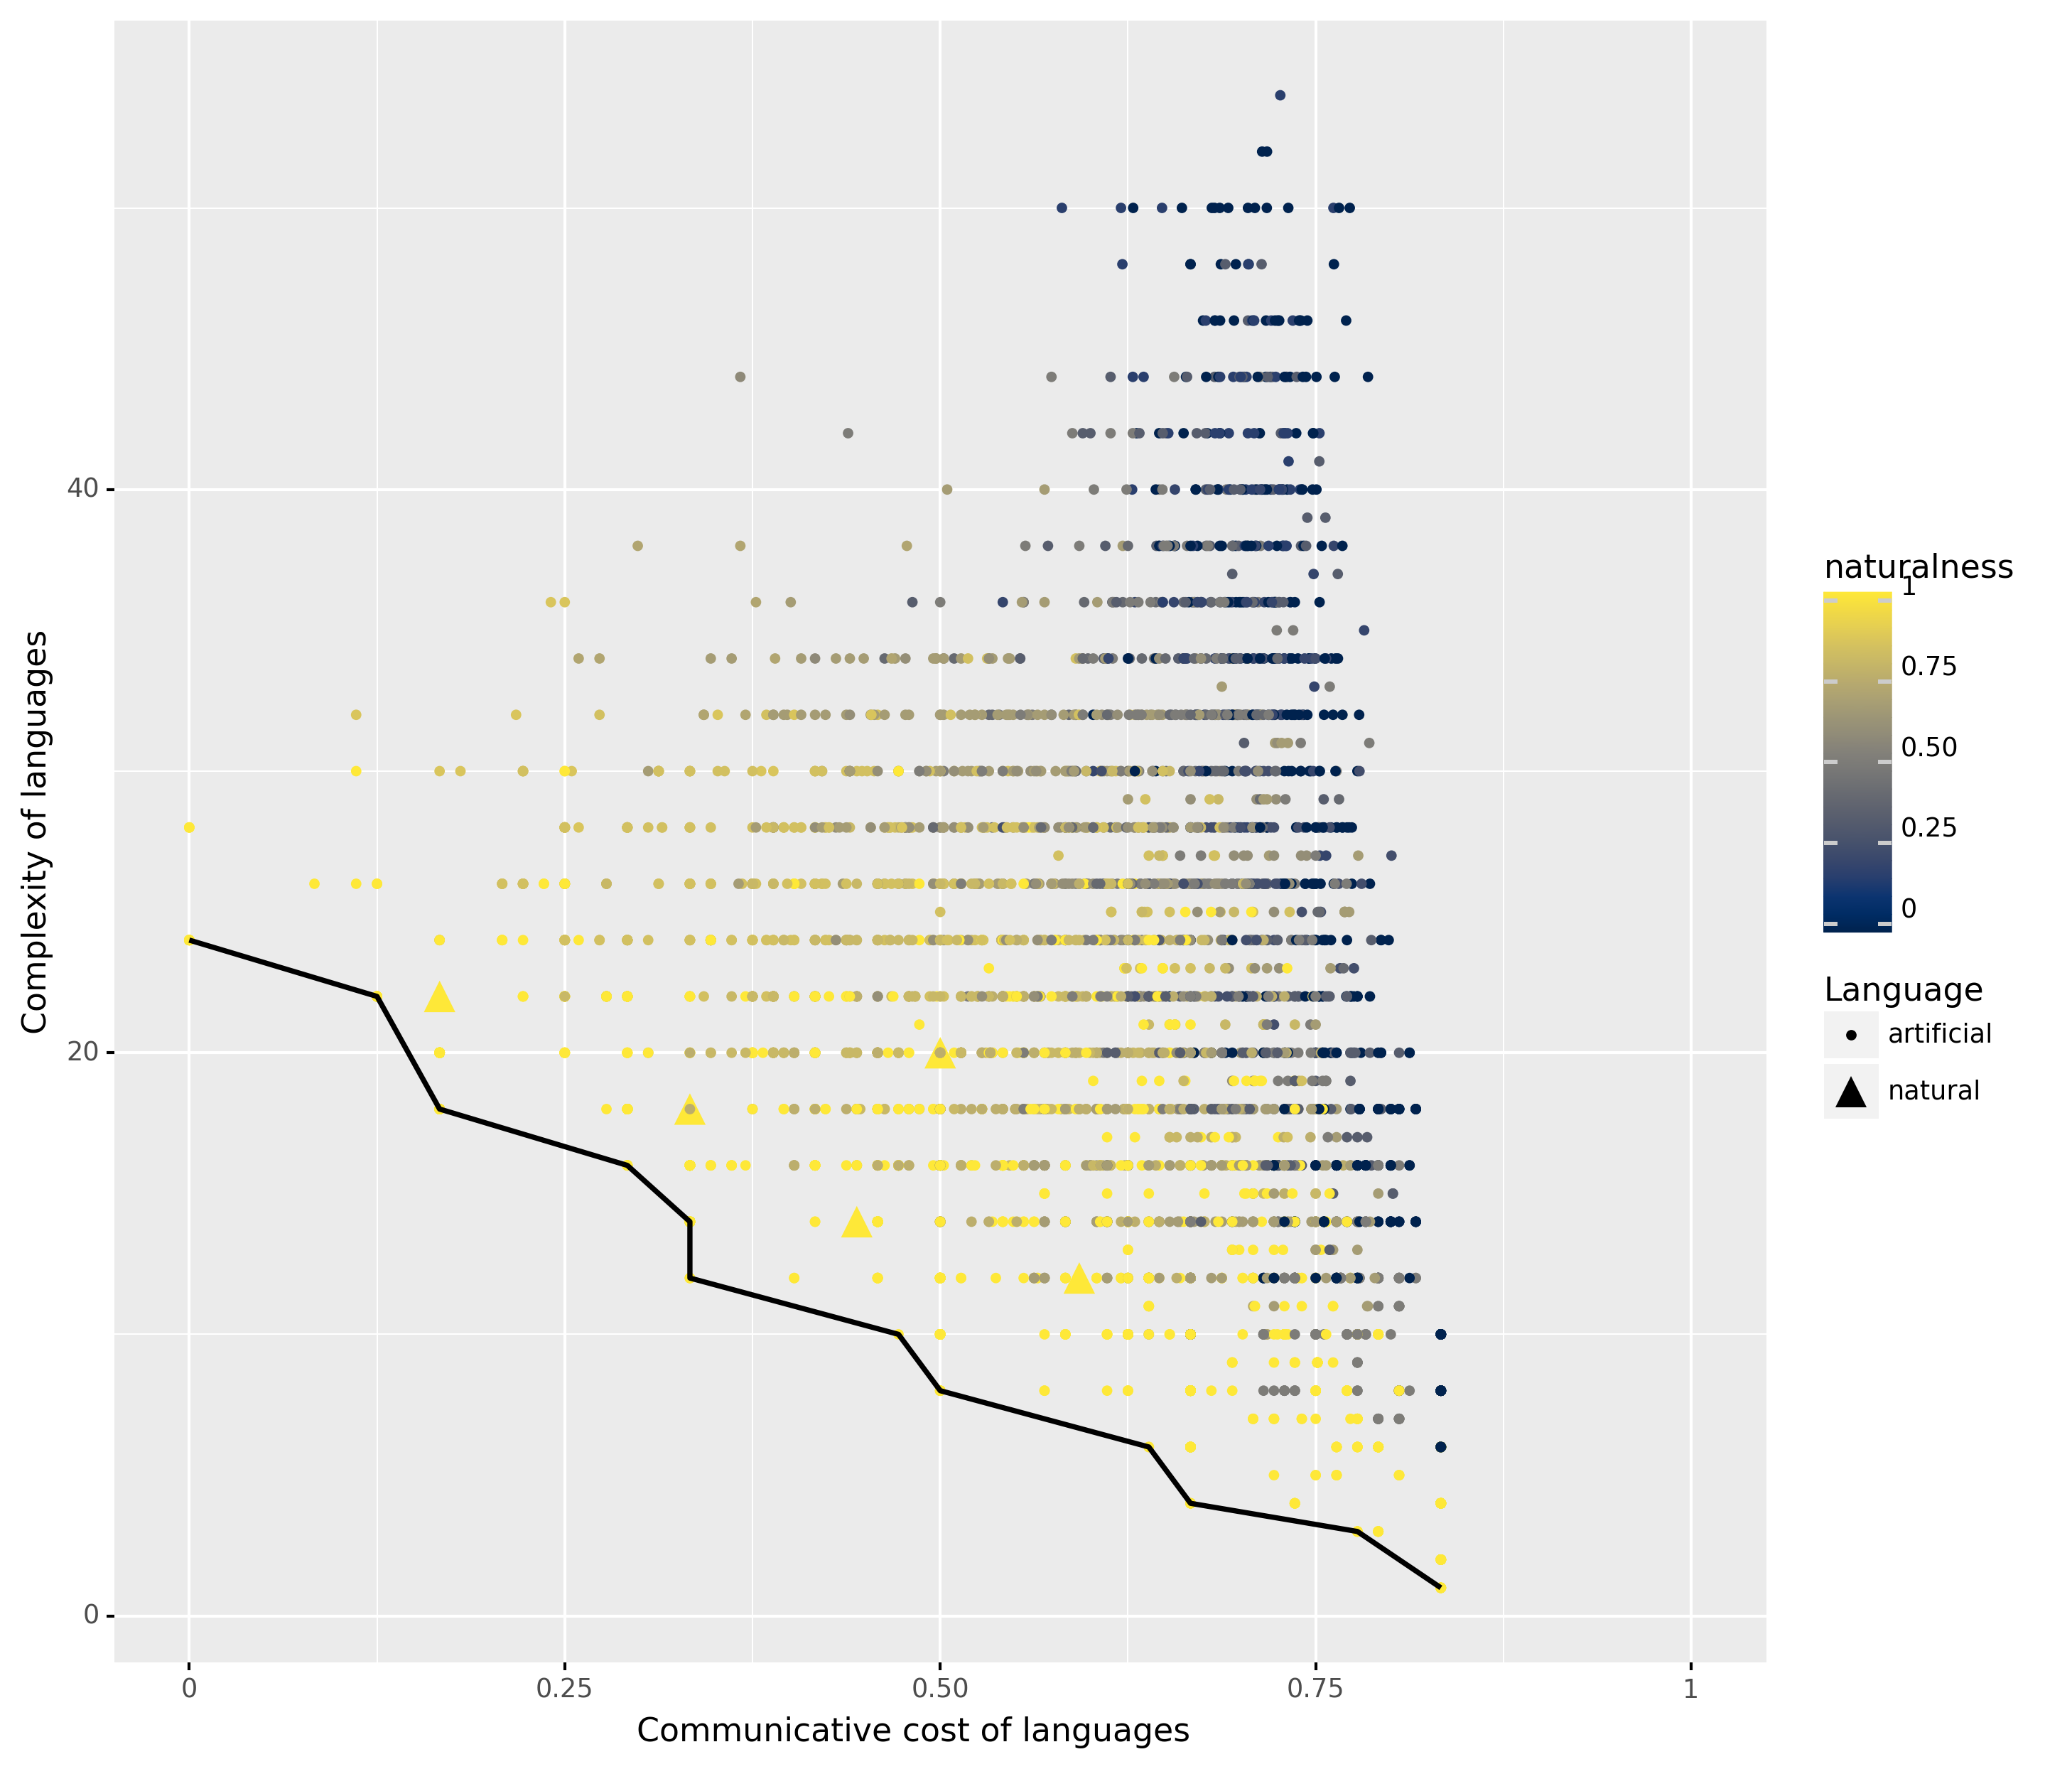 Complexity of languages
40
20
0
0
0.25
0.50
0.75
1
Communicative cost of languages
naturalness
1
0.75
0.50
0.25
0
Language
artificial
natural